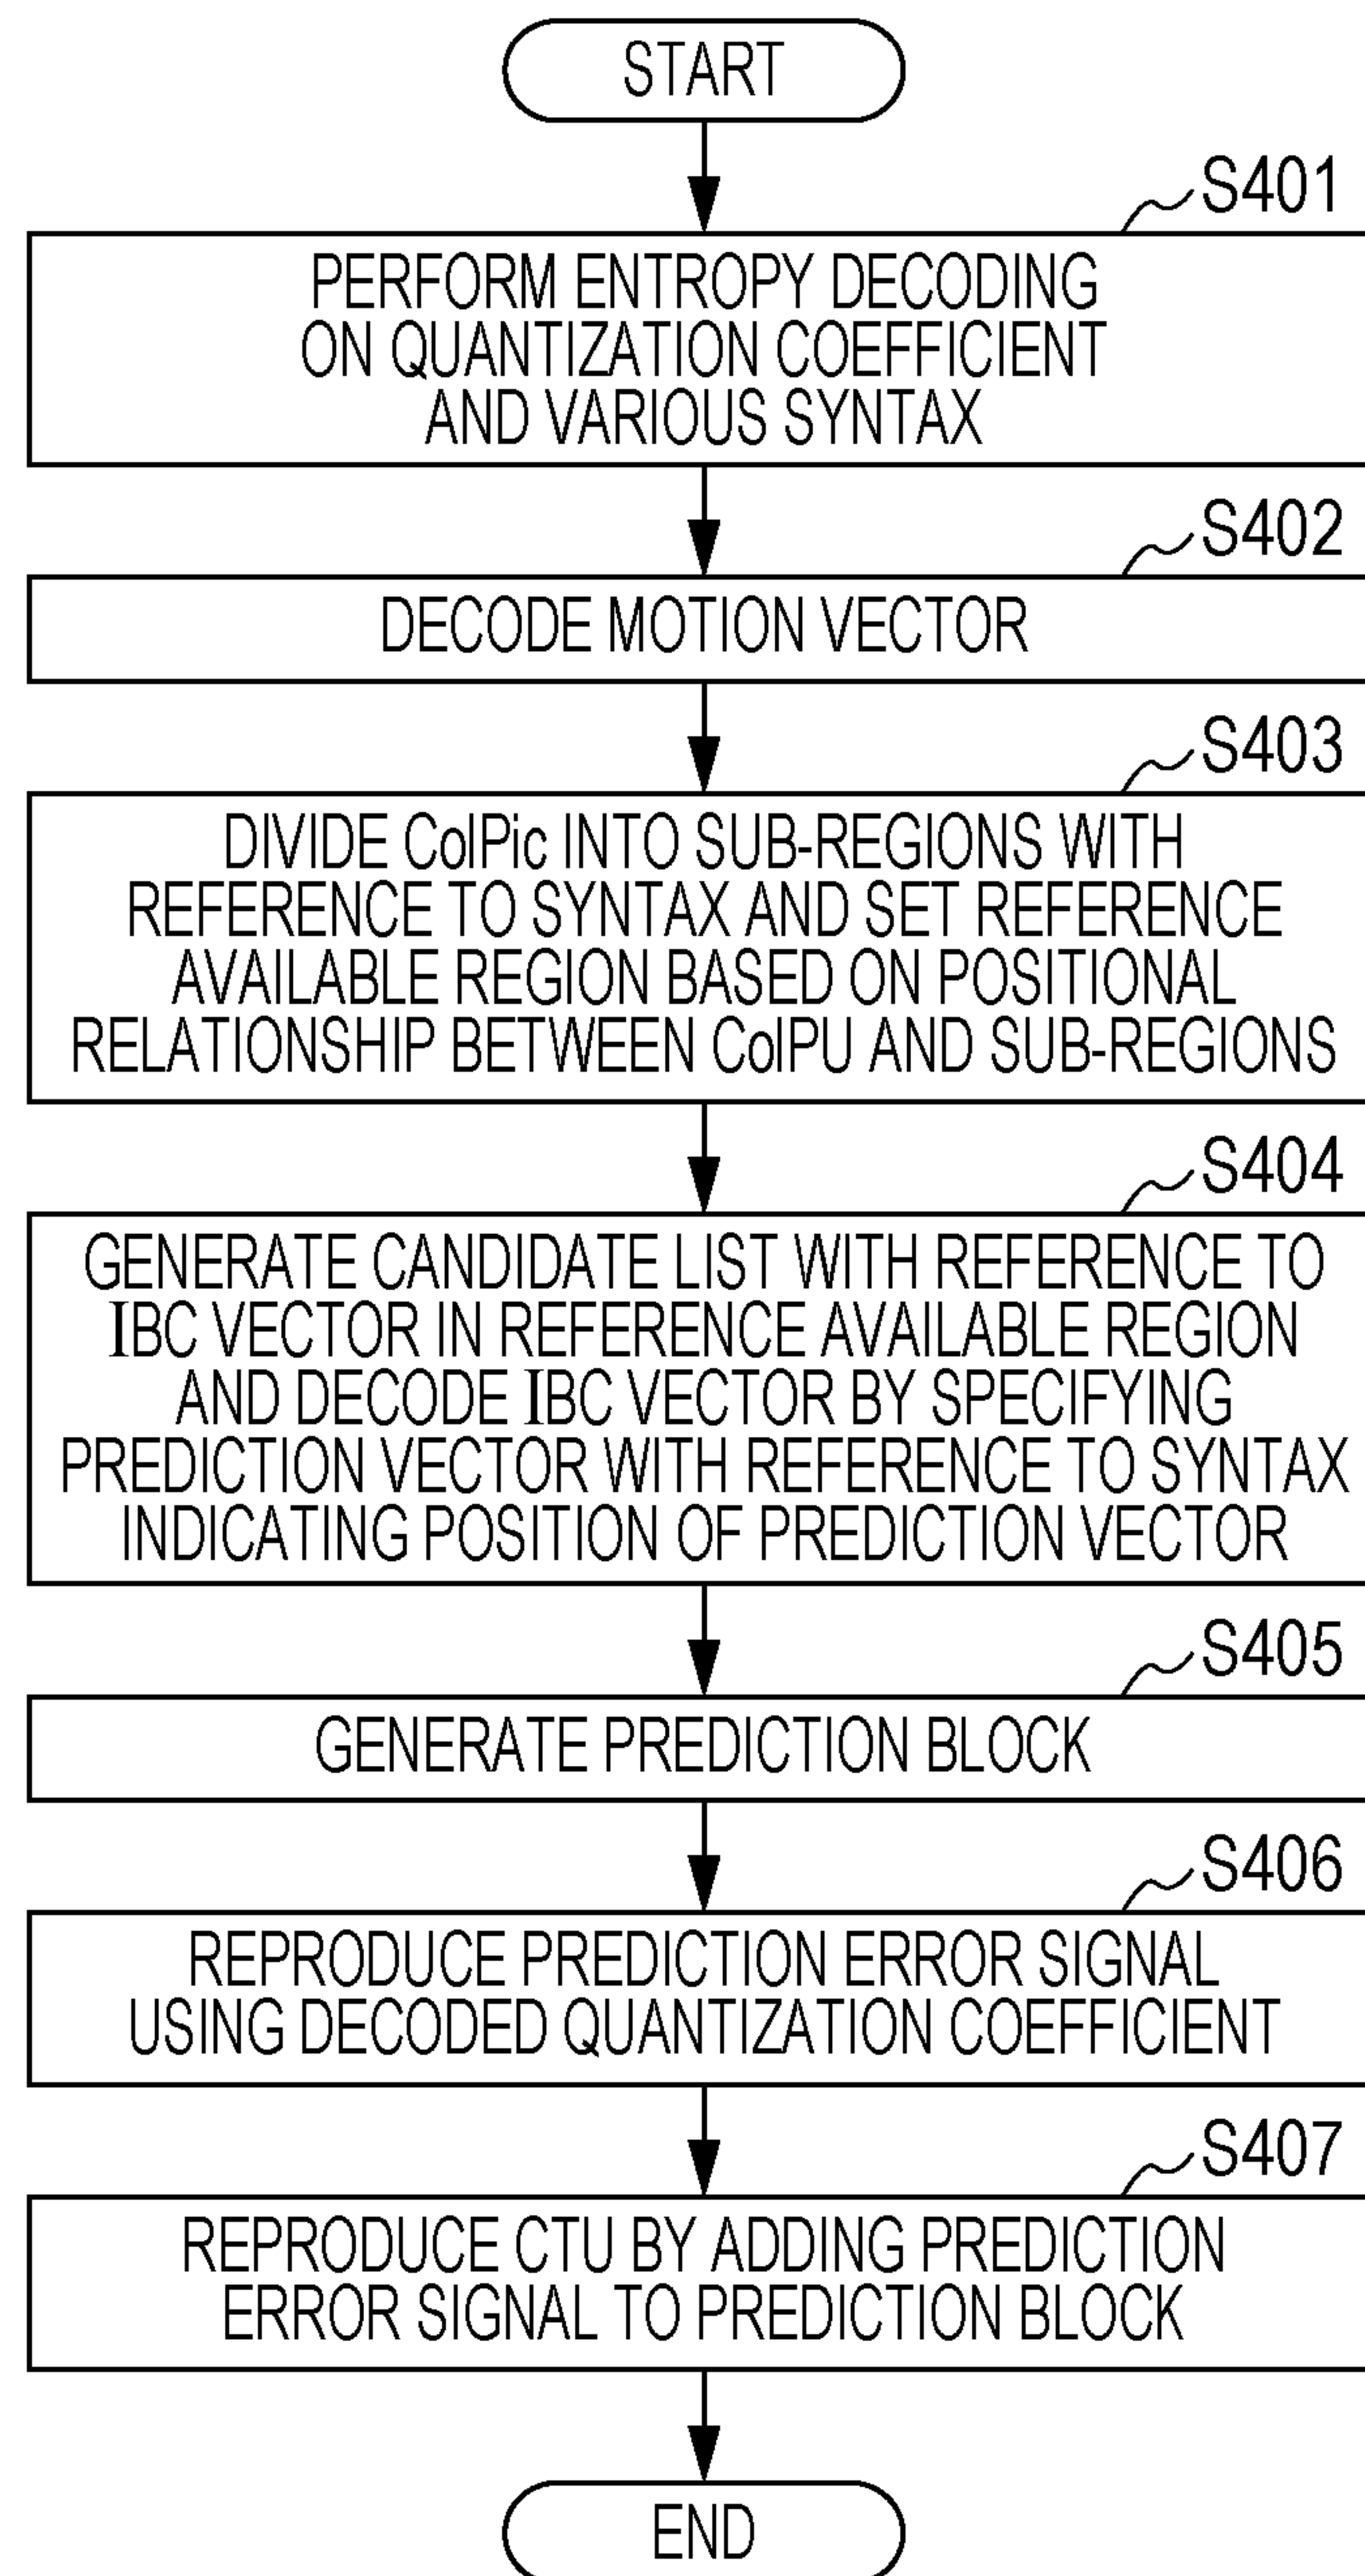 START
S401
PERFORM ENTROPY DECODING
ON QUANTIZATION COEFFICIENT
AND VARIOUS SYNTAX
S402
DECODE MOTION VECTOR
S403
DIVIDE ColPic INTO SUB-REGIONS WITH
REFERENCE TO SYNTAX AND SET REFERENCE
AVAILABLE REGION BASED ON POSITIONAL
RELATIONSHIP BETWEEN ColPU AND SUB-REGIONS
S404
GENERATE CANDIDATE LIST WITH REFERENCE TO
IBC VECTOR IN REFERENCE AVAILABLE REGION
AND DECODE IBC VECTOR BY SPECIFYING
PREDICTION VECTOR WITH REFERENCE TO SYNTAX
INDICATING POSITION OF PREDICTION VECTOR
S405
GENERATE PREDICTION BLOCK
S406
REPRODUCE PREDICTION ERROR SIGNAL
USING DECODED QUANTIZATION COEFFICIENT
S407
REPRODUCE CTU BY ADDING PREDICTION
ERROR SIGNAL TO PREDICTION BLOCK
END